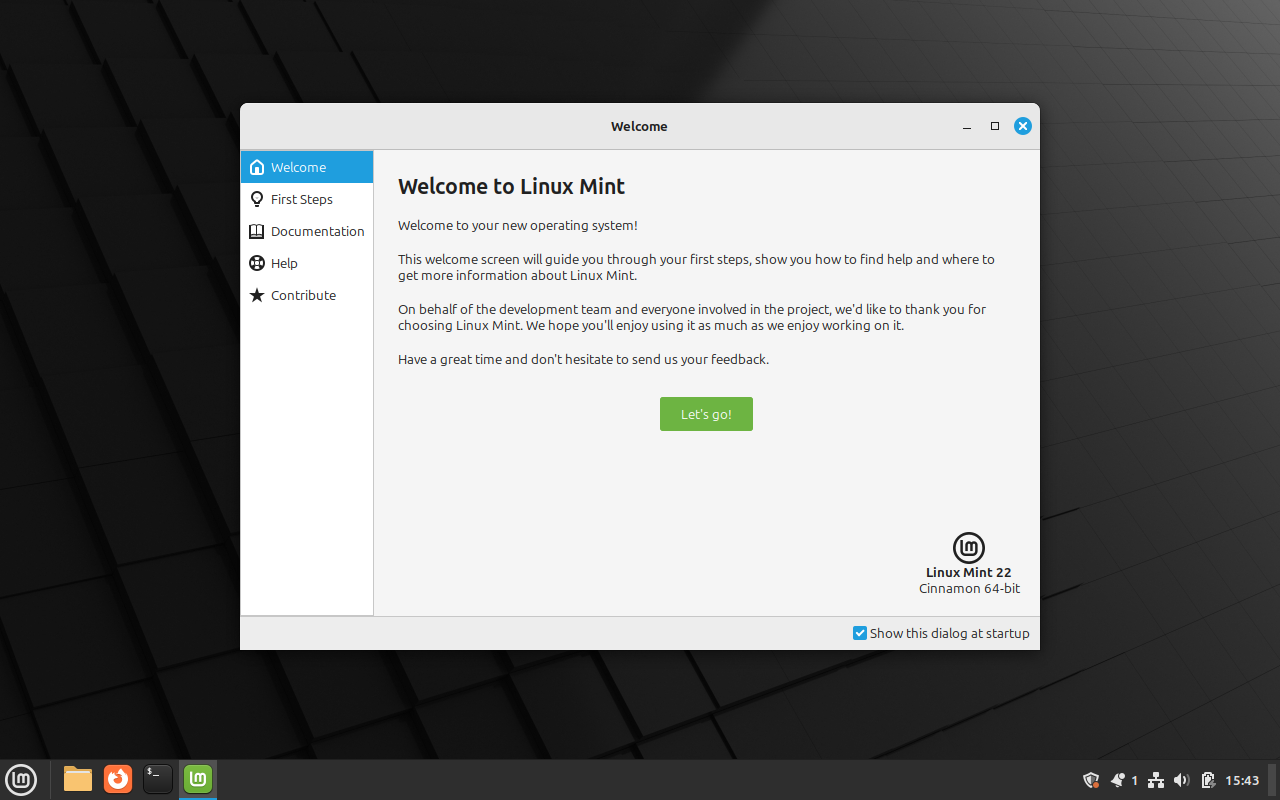 Welcome
Welcome
First Steps
Documentation
Help
Contribute
Welcome to Linux Mint
Welcome to your new operating system!
This welcome screen will guide you through your first steps, show you how to find help and where to
get more information about Linux Mint.
On behalf of the development team and everyone involved in the project, we'd like to thank you for
choosing Linux Mint. We hope you'll enjoy using it as much as we enjoy working on it.
Have a great time and don't hesitate to send us your feedback.
Let's go!
Linux Mint 22
Cinnamon 64-bit
Show this dialog at startup
$_
1
15:43